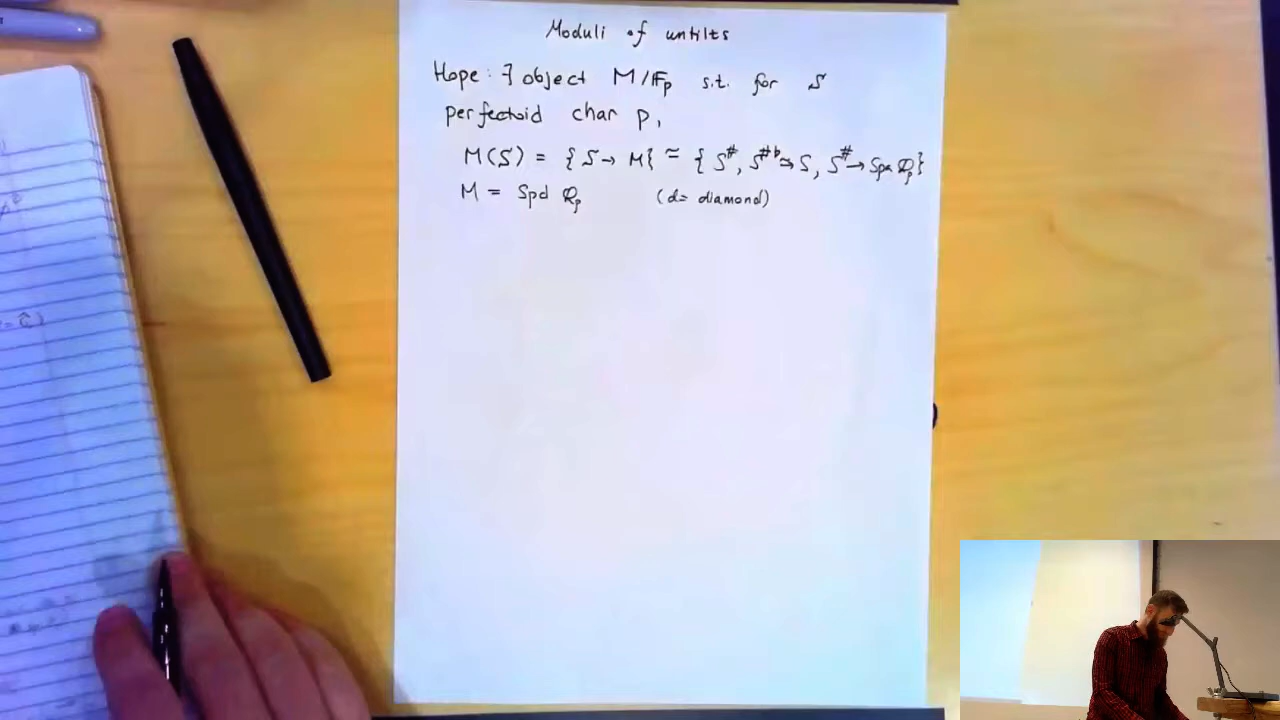 Moduli of untilts
Hope: ∃ object M/𝔽p s.t. for S
perfectoid char p,
M(S) = { S → M } ≃ { S^#, S^#♭ ⥲ S, S^# → Spa ℚp }
M = Spd ℚp (d = diamond)
= Ĉ)